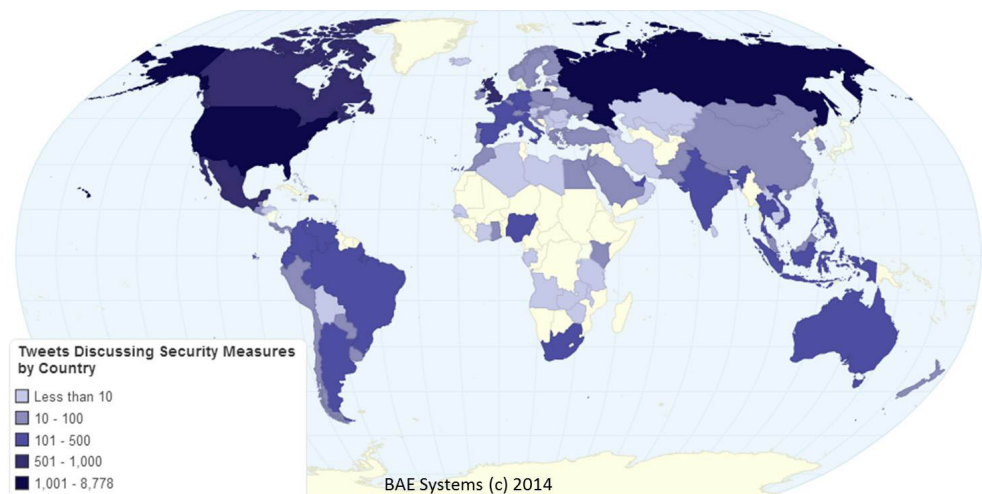 Tweets Discussing Security Measures
by Country
Less than 10
10 - 100
101 - 500
501 - 1,000
1,001 - 8,778
BAE Systems (c) 2014